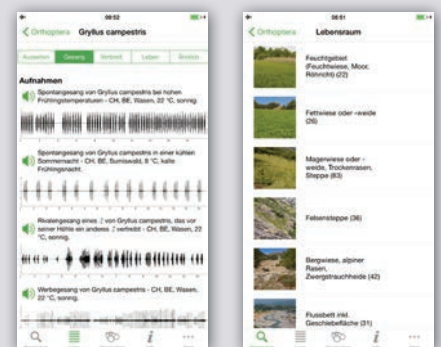 09:52
Orthoptera Gryllus campestris
Aussehen Gesang Verbreit Leben Ähnlich
Aufnahmen
Spontangesang von Gryllus campestris bei hohen
Frühlingstemperaturen - CH, BE, Wasen, 22 °C, sonnig.
Spontangesang von Gryllus campestris in einer kühlen
Sommernacht - CH, BE, Sumiswald, 8 °C, kalte
Frühlingsnacht.
Rivalengesang eines ♂ von Gryllus campestris, das vor
seiner Höhle ein anderes ♂ vertreibt - CH, BE, Wasen, 22
°C, sonnig.
Werbegesang von Gryllus campestris - CH, BE, Wasen,
22 °C, sonnig.
08:51
Orthoptera Lebensraum
Feuchtgebiet
(Feuchtwiese, Moor,
Röhricht) (22)
Fettwiese oder -weide
(26)
Magerwiese oder -
weide, Trockenrasen,
Steppe (83)
Felsensteppe (36)
Bergwiese, alpiner
Rasen,
Zwergstrauchheide (42)
Flussbett inkl.
Geschiebefläche (31)